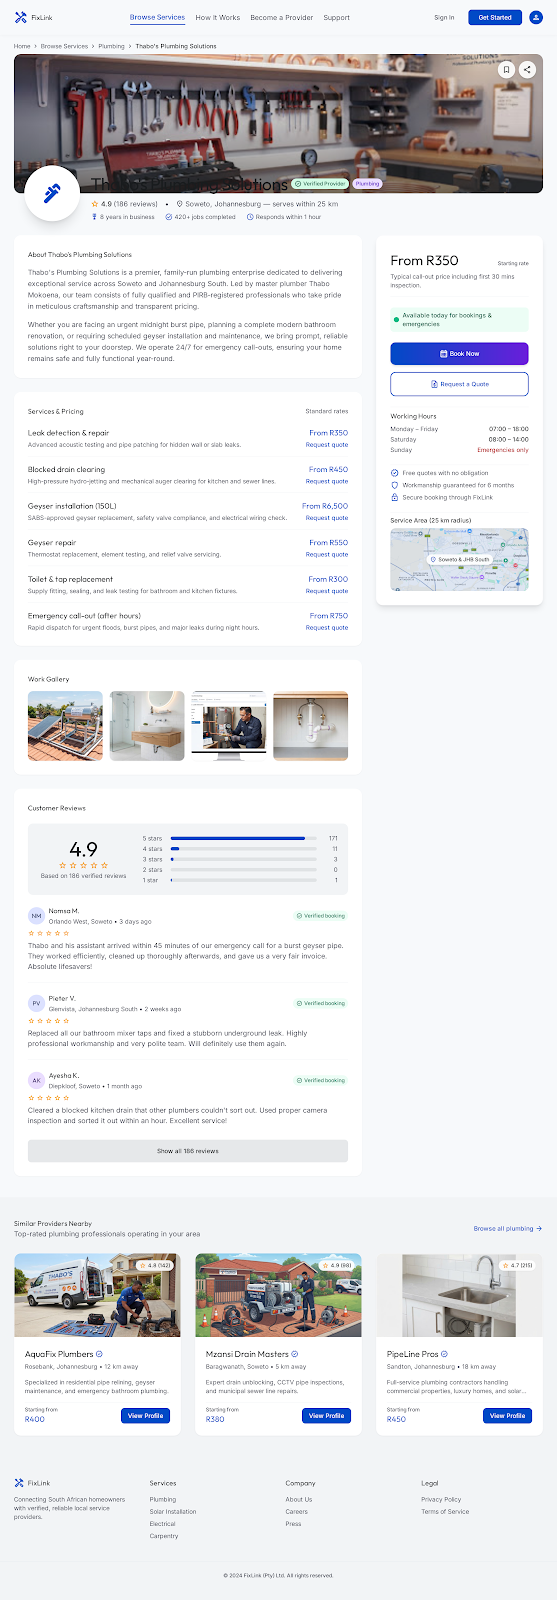 FixLink
Browse Services
How It Works
Become a Provider
Support
Sign In
Get Started
Home > Browse Services > Plumbing > Thabo's Plumbing Solutions
SOLUTIONS
Thabo's Plumbing Solutions
Verified Provider
Plumbing
4.9 (186 reviews) • Soweto, Johannesburg — serves within 25 km
8 years in business
420+ jobs completed
Responds within 1 hour
About Thabo's Plumbing Solutions
Thabo's Plumbing Solutions is a premier, family-run plumbing enterprise dedicated to delivering
exceptional service across Soweto and Johannesburg South. Led by master plumber Thabo
Mokoena, our team consists of fully qualified and PIRB-registered professionals who take pride
in meticulous craftsmanship and transparent pricing.
Whether you are facing an urgent midnight burst pipe, planning a complete modern bathroom
renovation, or requiring scheduled geyser installation and maintenance, we bring prompt, reliable
solutions right to your doorstep. We operate 24/7 for emergency call-outs, ensuring your home
remains safe and fully functional year-round.
From R350
Starting rate
Typical call-out price including first 30 mins
inspection.
Available today for bookings &
emergencies
Book Now
Request a Quote
Working Hours
Monday – Friday 07:00 – 18:00
Saturday 08:00 – 14:00
Sunday Emergencies only
Free quotes with no obligation
Workmanship guaranteed for 6 months
Secure booking through FixLink
Service Area (25 km radius)
Soweto & JHB South
Services & Pricing
Standard rates
Leak detection & repair From R350
Advanced acoustic testing and pipe patching for hidden wall or slab leaks. Request quote
Blocked drain clearing From R450
High-pressure hydro-jetting and mechanical auger clearing for kitchen and sewer lines. Request quote
Geyser installation (150L) From R6,500
SABS-approved geyser replacement, safety valve compliance, and electrical wiring check. Request quote
Geyser repair From R550
Thermostat replacement, element testing, and relief valve servicing. Request quote
Toilet & tap replacement From R300
Supply fitting, sealing, and leak testing for bathroom and kitchen fixtures. Request quote
Emergency call-out (after hours) From R750
Rapid dispatch for urgent floods, burst pipes, and major leaks during night hours. Request quote
Work Gallery
Customer Reviews
4.9
Based on 186 verified reviews
5 stars 171
4 stars 11
3 stars 3
2 stars 0
1 star 1
NM
Nomsa M.
Orlando West, Soweto • 3 days ago
Verified booking
Thabo and his assistant arrived within 45 minutes of our emergency call for a burst geyser pipe.
They worked efficiently, cleaned up thoroughly afterwards, and gave us a very fair invoice.
Absolute lifesavers!
PV
Pieter V.
Glenvista, Johannesburg South • 2 weeks ago
Verified booking
Replaced all our bathroom mixer taps and fixed a stubborn underground leak. Highly
professional workmanship and very polite team. Will definitely use them again.
AK
Ayesha K.
Diepkloof, Soweto • 1 month ago
Verified booking
Cleared a blocked kitchen drain that other plumbers couldn't sort out. Used proper camera
inspection and sorted it out within an hour. Excellent service!
Show all 186 reviews
Similar Providers Nearby
Top-rated plumbing professionals operating in your area
Browse all plumbing →
THABO'S
4.8 (142)
AquaFix Plumbers
Rosebank, Johannesburg • 12 km away
Specialized in residential pipe relining, geyser
maintenance, and emergency bathroom plumbing.
Starting from
R400
View Profile
4.9 (98)
Mzansi Drain Masters
Baragwanath, Soweto • 5 km away
Expert drain unblocking, CCTV pipe inspections,
and municipal sewer line repairs.
Starting from
R380
View Profile
4.7 (215)
PipeLine Pros
Sandton, Johannesburg • 18 km away
Full-service plumbing contractors handling
commercial properties, luxury homes, and solar...
Starting from
R450
View Profile
FixLink
Connecting South African homeowners
with verified, reliable local service
providers.
Services
Plumbing
Solar Installation
Electrical
Carpentry
Company
About Us
Careers
Press
Legal
Privacy Policy
Terms of Service
© 2024 FixLink (Pty) Ltd. All rights reserved.